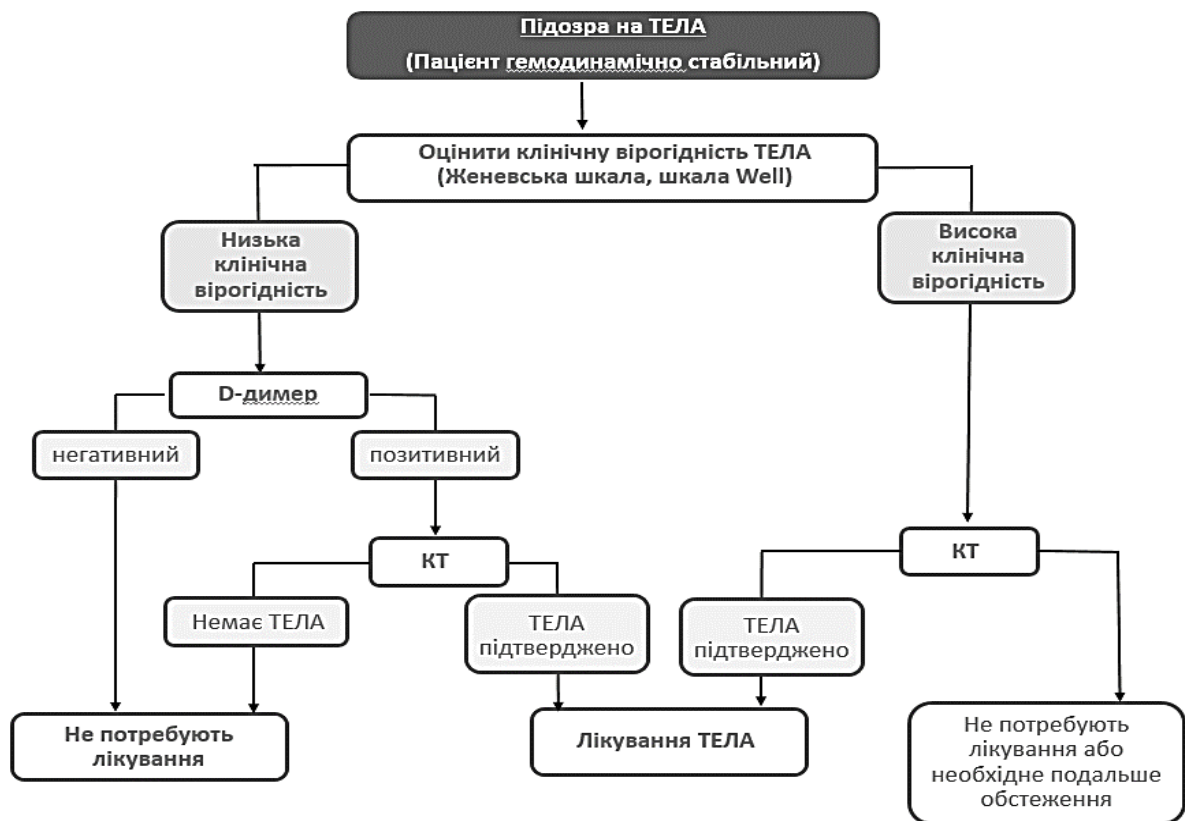 Підозра на ТЕЛА
(Пацієнт гемодинамічно стабільний)
Оцінити клінічну вірогідність ТЕЛА
(Женевська шкала, шкала Well)
Низька
клінічна
вірогідність
Висока
клінічна
вірогідність
D-димер
негативний
позитивний
КТ
КТ
Немає ТЕЛА
ТЕЛА
підтверджено
ТЕЛА
підтверджено
Не потребують
лікування
Лікування ТЕЛА
Не потребують
лікування або
необхідне подальше
обстеження